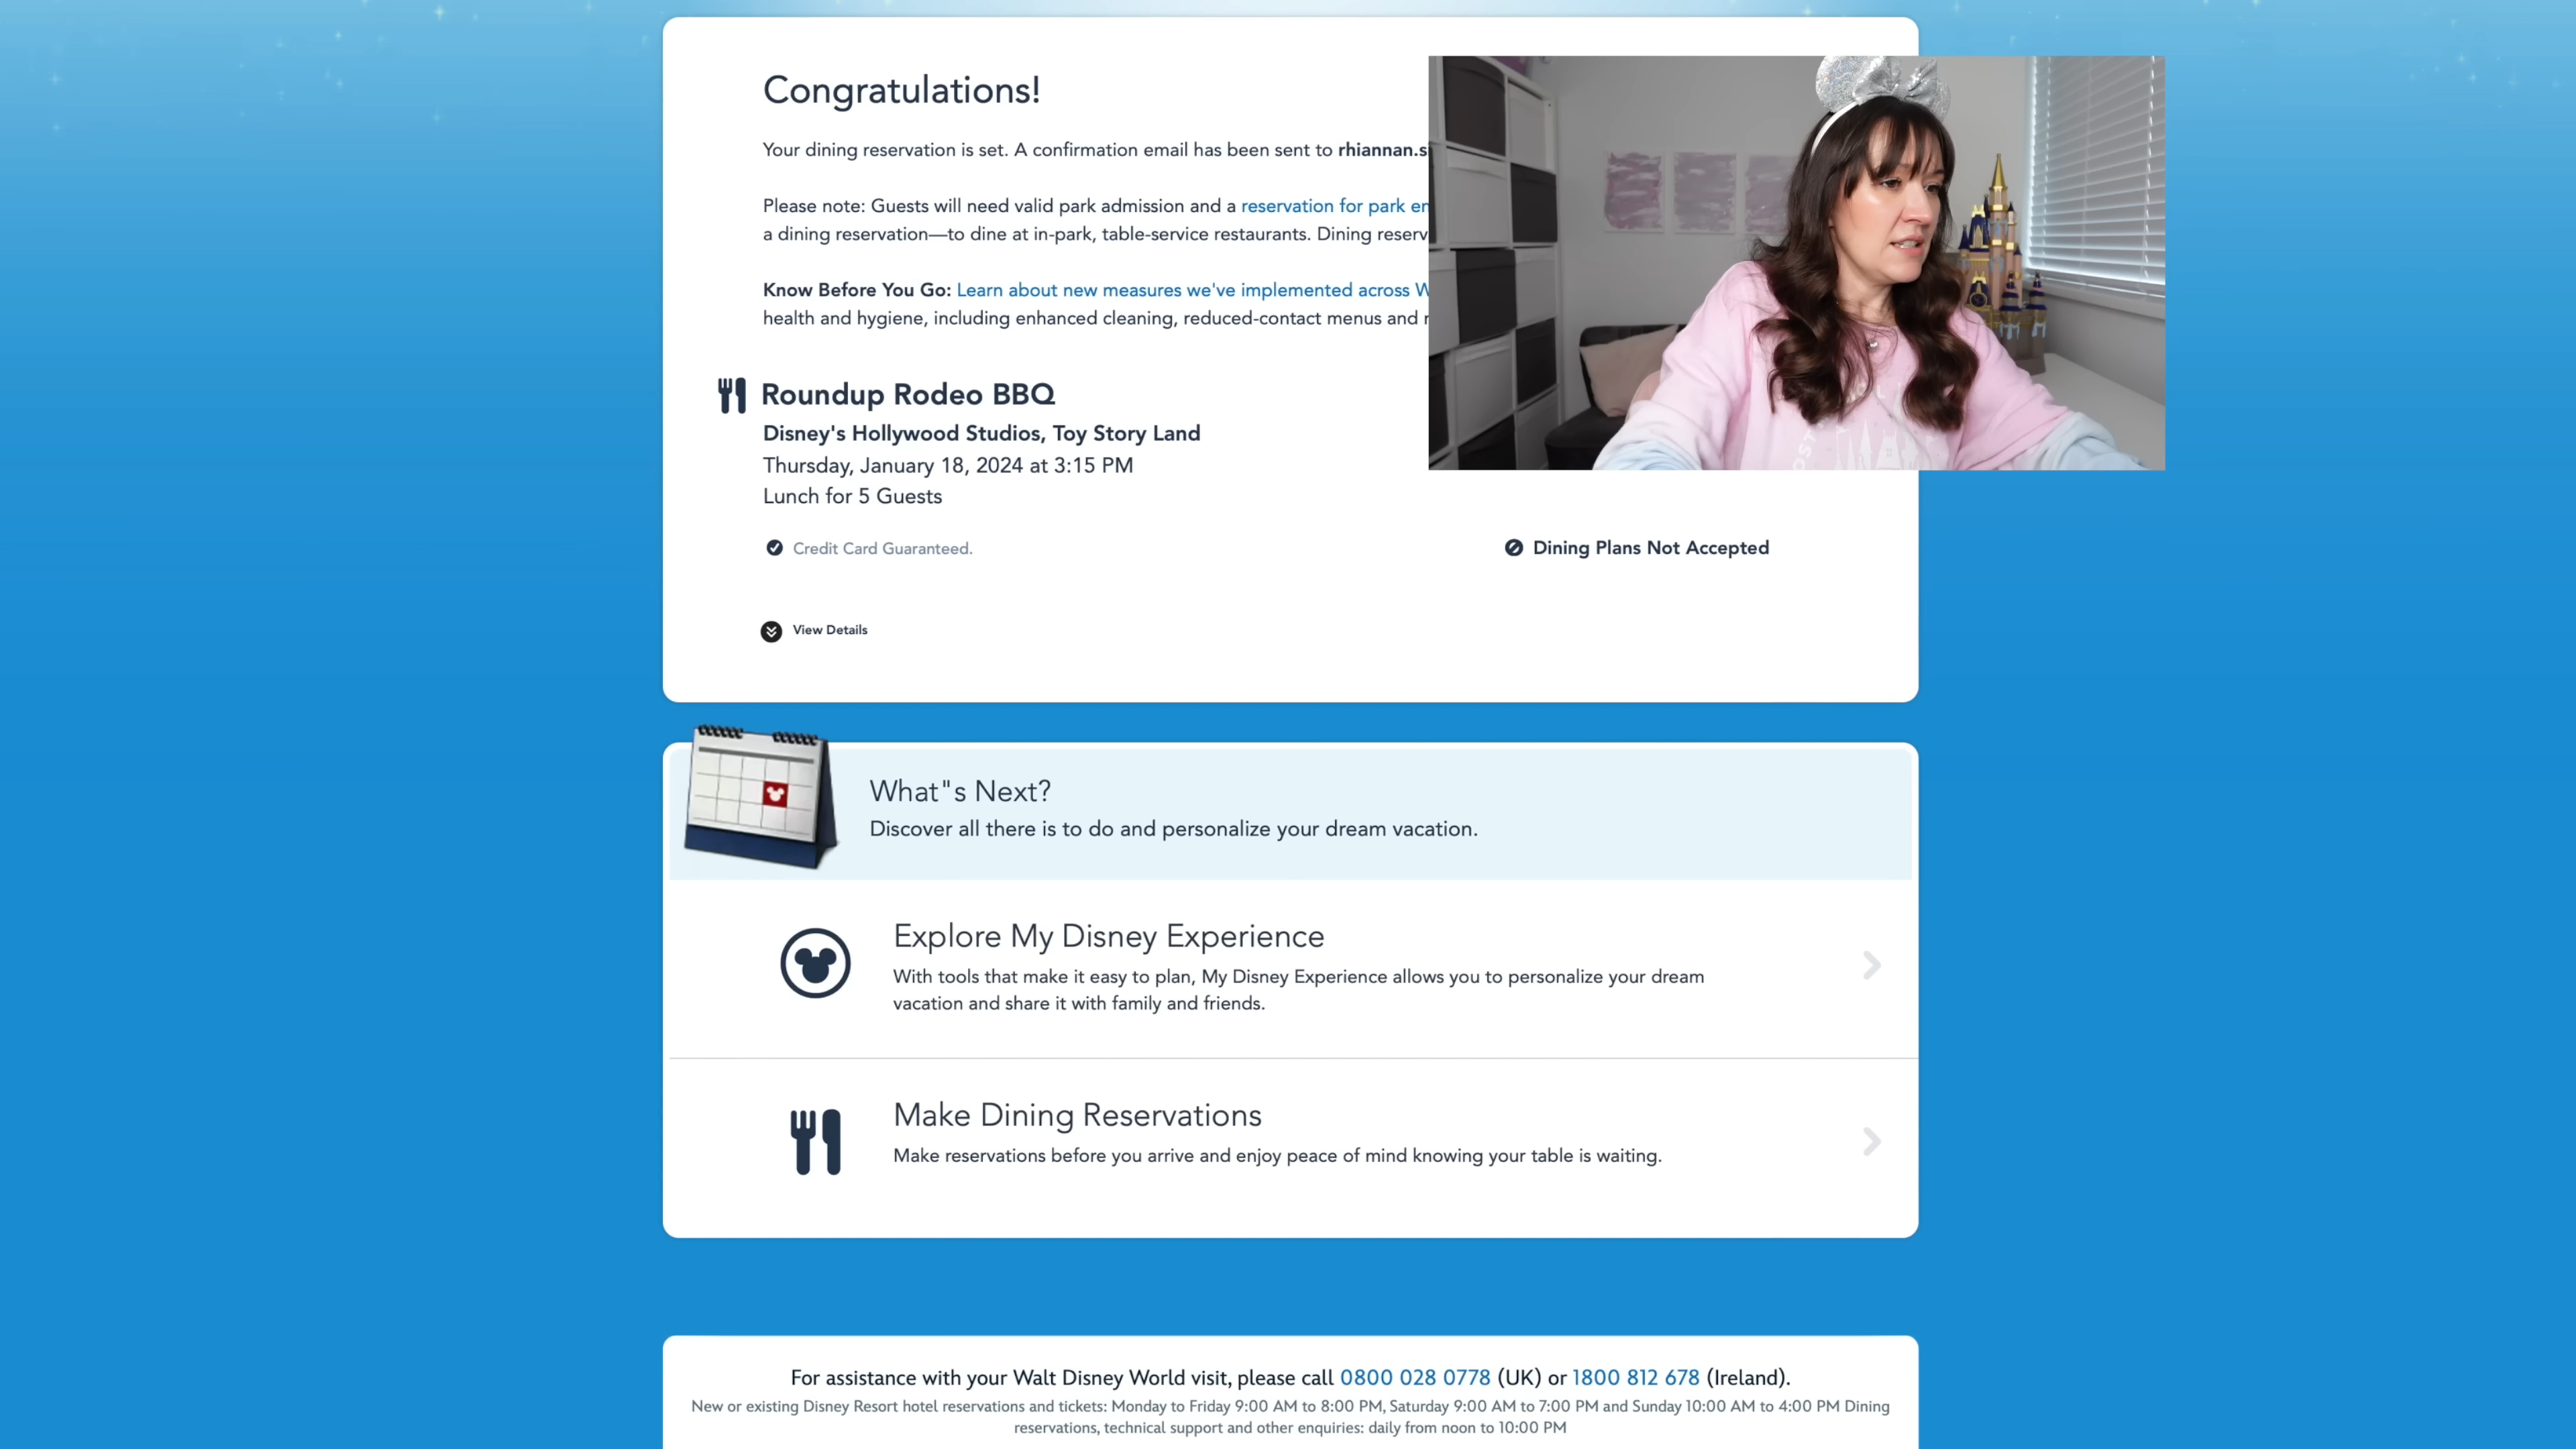 Congratulations!
Your dining reservation is set. A confirmation email has been sent to rhiannan.s
Please note: Guests will need valid park admission and a reservation for park en
a dining reservation—to dine at in-park, table-service restaurants. Dining reserv
Know Before You Go: Learn about new measures we've implemented across W
health and hygiene, including enhanced cleaning, reduced-contact menus and
Roundup Rodeo BBQ
Disney's Hollywood Studios, Toy Story Land
Thursday, January 18, 2024 at 3:15 PM
Lunch for 5 Guests
Credit Card Guaranteed.
Dining Plans Not Accepted
View Details
What"s Next?
Discover all there is to do and personalize your dream vacation.
Explore My Disney Experience
With tools that make it easy to plan, My Disney Experience allows you to personalize your dream
vacation and share it with family and friends.
Make Dining Reservations
Make reservations before you arrive and enjoy peace of mind knowing your table is waiting.
For assistance with your Walt Disney World visit, please call 0800 028 0778 (UK) or 1800 812 678 (Ireland).
New or existing Disney Resort hotel reservations and tickets: Monday to Friday 9:00 AM to 8:00 PM, Saturday 9:00 AM to 7:00 PM and Sunday 10:00 AM to 4:00 PM Dining
reservations, technical support and other enquiries: daily from noon to 10:00 PM